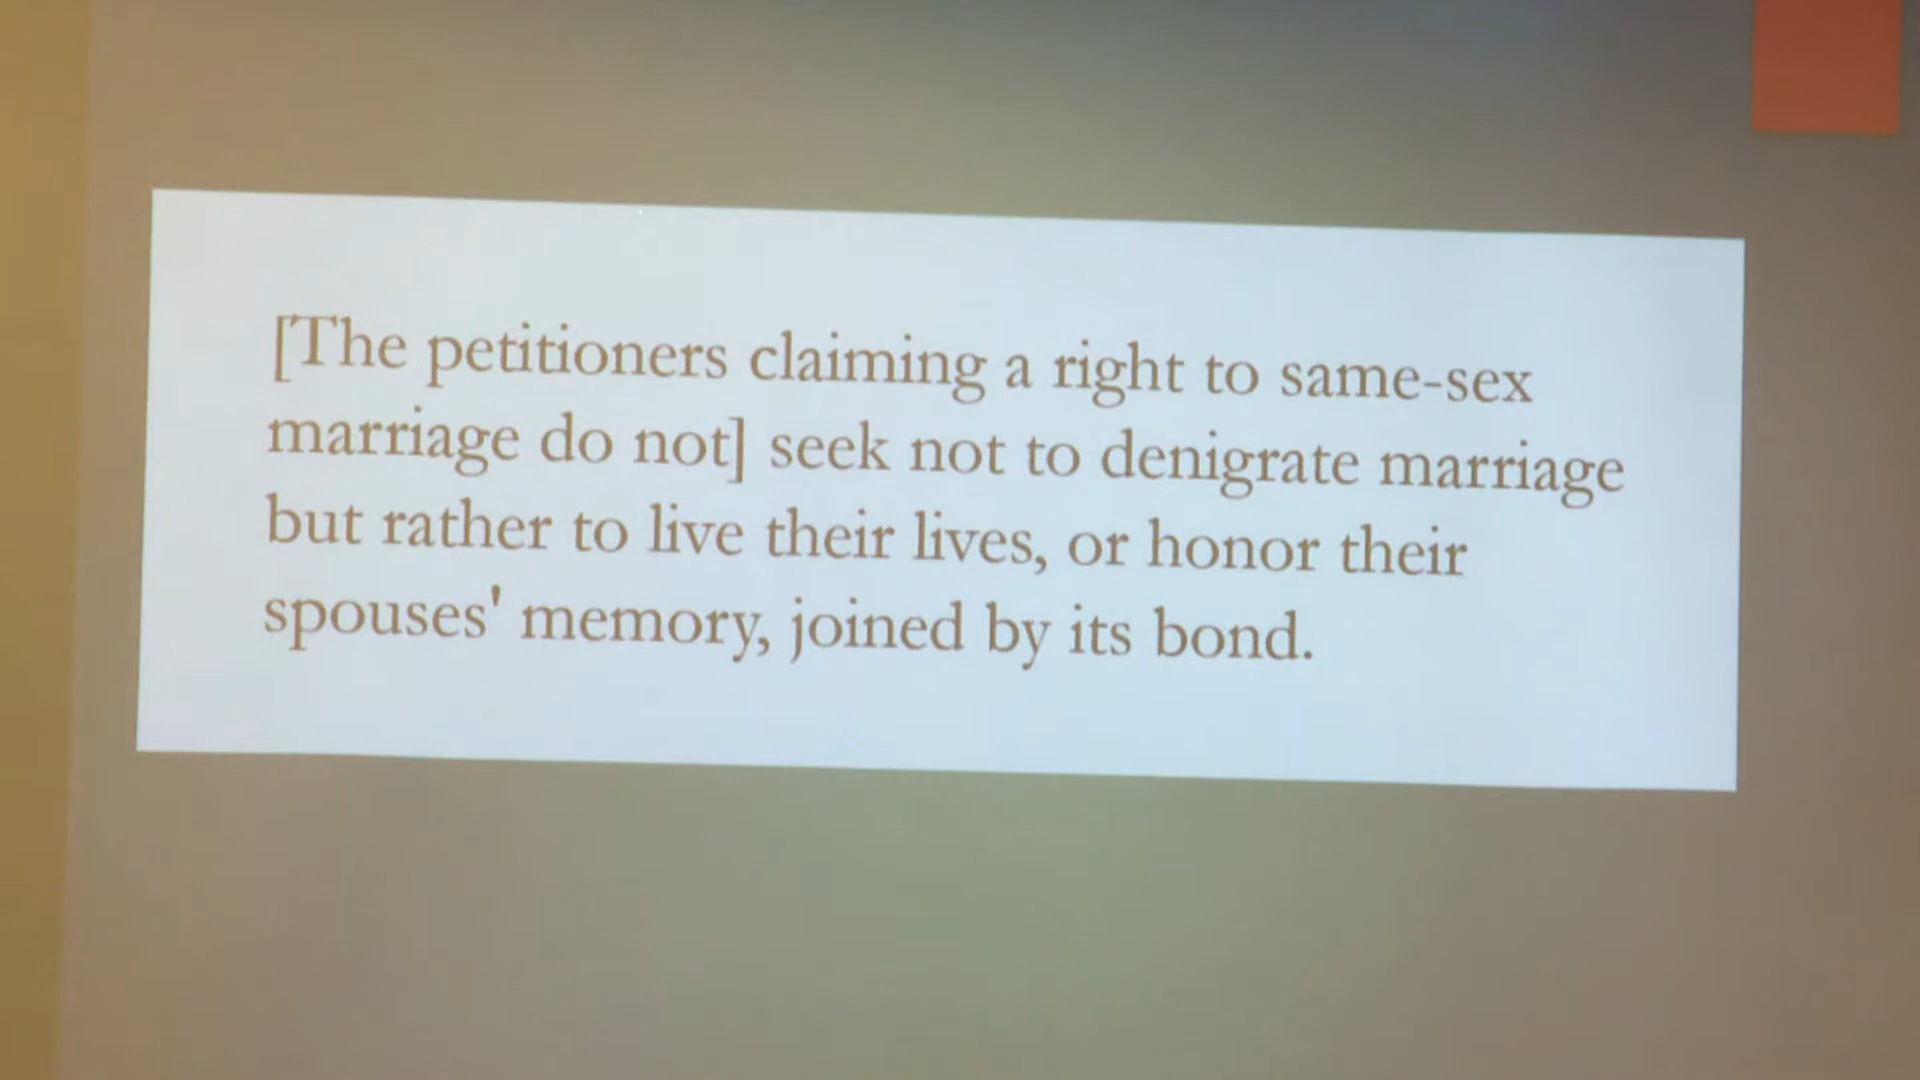 [The petitioners claiming a right to same-sex
marriage do not] seek not to denigrate marriage
but rather to live their lives, or honor their
spouses' memory, joined by its bond.